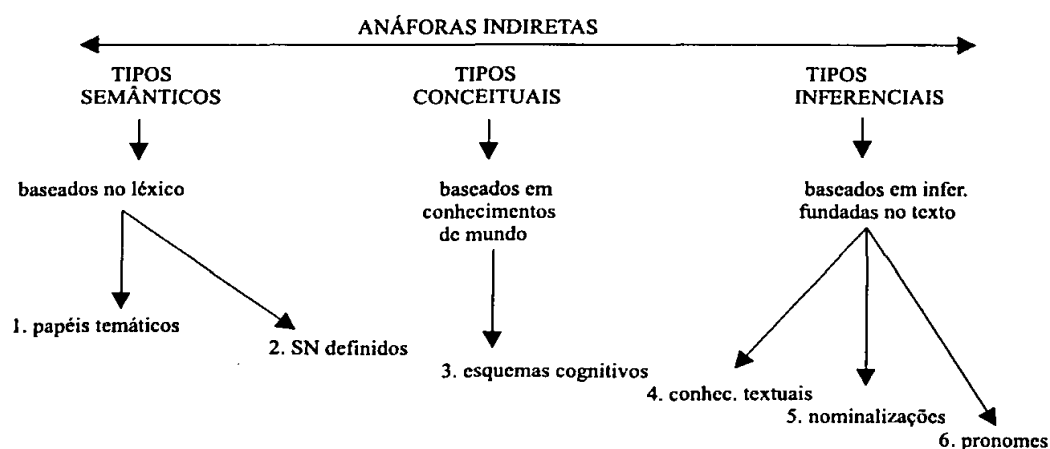 ANÁFORAS INDIRETAS
TIPOS
SEMÂNTICOS
TIPOS
CONCEITUAIS
TIPOS
INFERENCIAIS
baseados no léxico
baseados em
conhecimentos
de mundo
baseados em infer.
fundadas no texto
1. papéis temáticos
2. SN definidos
3. esquemas cognitivos
4. conhec. textuais
5. nominalizações
6. pronomes